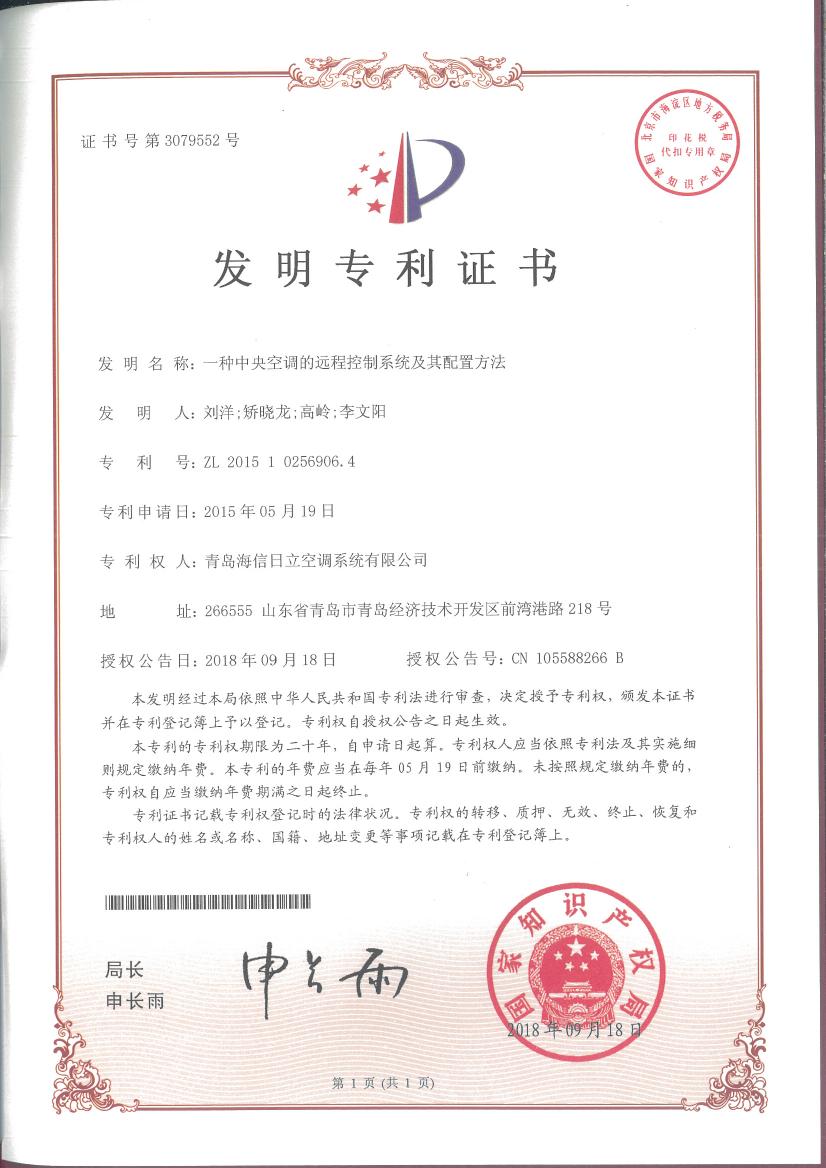 证书号第3079552号
北京市海淀区地方税务局
印花税
代扣专用章
国家知识产权局
发明专利证书
发明名称：一种中央空调的远程控制系统及其配置方法
发明人：刘洋;矫晓龙;高岭;李文阳
专利号：ZL 2015 1 0256906.4
专利申请日：2015年05月19日
专利权人：青岛海信日立空调系统有限公司
地址：266555 山东省青岛市青岛经济技术开发区前湾港路218号
授权公告日：2018年09月18日 授权公告号：CN 105588266 B
本发明经过本局依照中华人民共和国专利法进行审查，决定授予专利权，颁发本证书
并在专利登记簿上予以登记。专利权自授权公告之日起生效。
本专利的专利权期限为二十年，自申请日起算。专利权人应当依照专利法及其实施细
则规定缴纳年费。本专利的年费应当在每年05月19日前缴纳。未按照规定缴纳年费的，
专利权自应当缴纳年费期满之日起终止。
专利证书记载专利权登记时的法律状况。专利权的转移、质押、无效、终止、恢复和
专利权人的姓名或名称、国籍、地址变更等事项记载在专利登记簿上。
局长
申长雨
申长雨
国家知识产权局
2018年09月18日
第1页(共1页)